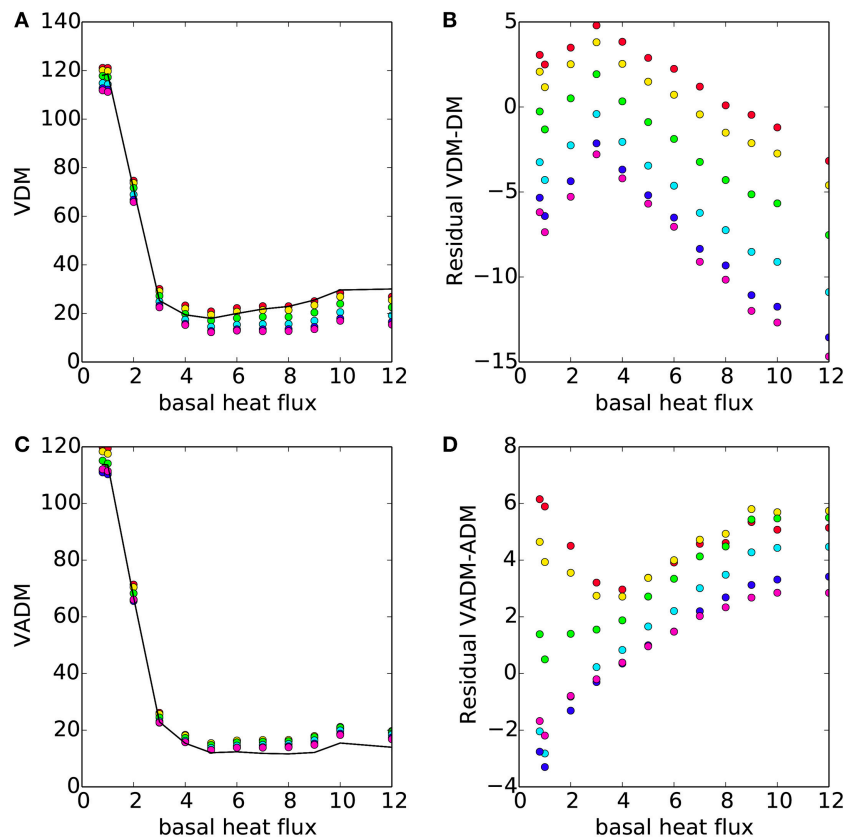 A
140
120
100
80
60
40
20
0
VDM
0 2 4 6 8 10 12
basal heat flux
B
5
0
−5
−10
−15
Residual VDM-DM
0 2 4 6 8 10 12
basal heat flux
C
120
100
80
60
40
20
0
VADM
0 2 4 6 8 10 12
basal heat flux
D
8
6
4
2
0
−2
−4
Residual VADM-ADM
0 2 4 6 8 10 12
basal heat flux